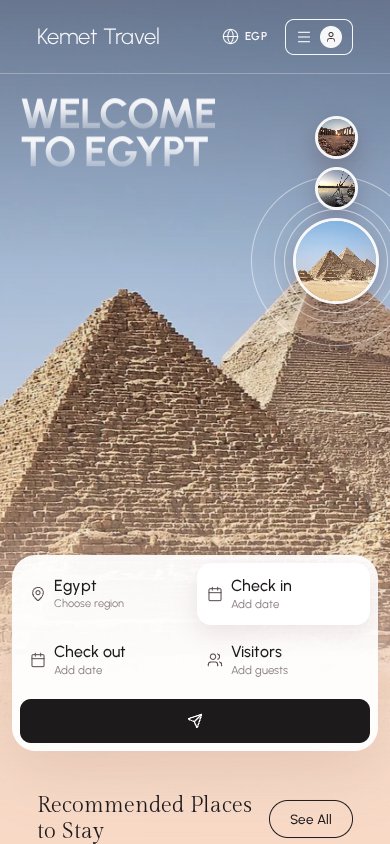 Kemet Travel
EGP
WELCOME
TO EGYPT
Egypt
Choose region
Check in
Add date
Check out
Add date
Visitors
Add guests
Recommended Places
to Stay
See All